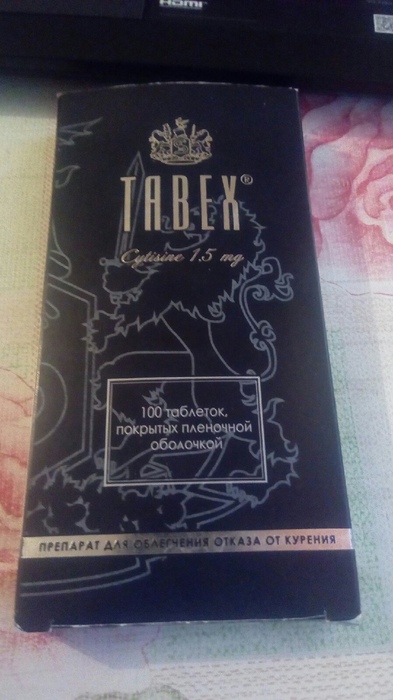 HDMI
TABEX®
Cytisine 1.5 mg
100 таблеток,
покрытых пленочной
оболочкой
ПРЕПАРАТ ДЛЯ ОБЛЕГЧЕНИЯ ОТКАЗА ОТ КУРЕНИЯ